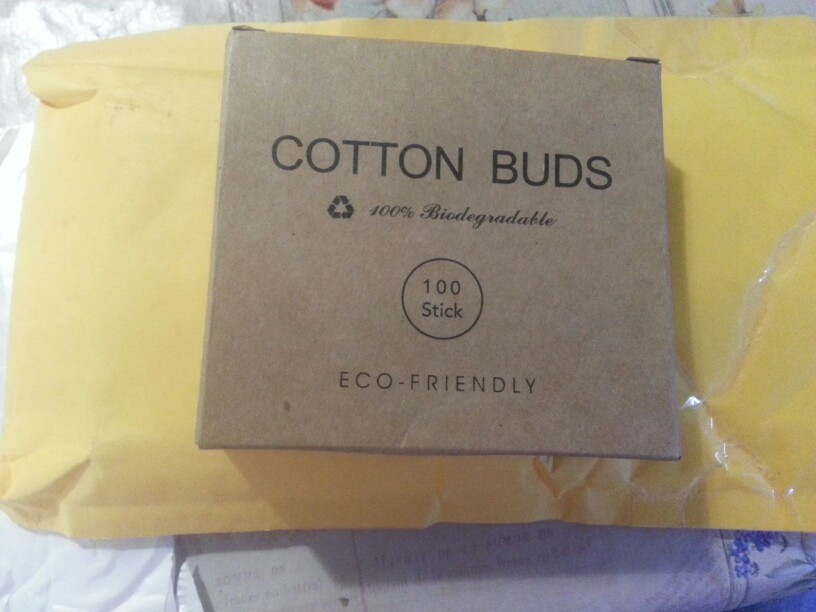 COTTON BUDS
100% Biodegradable
100
Stick
ECO-FRIENDLY